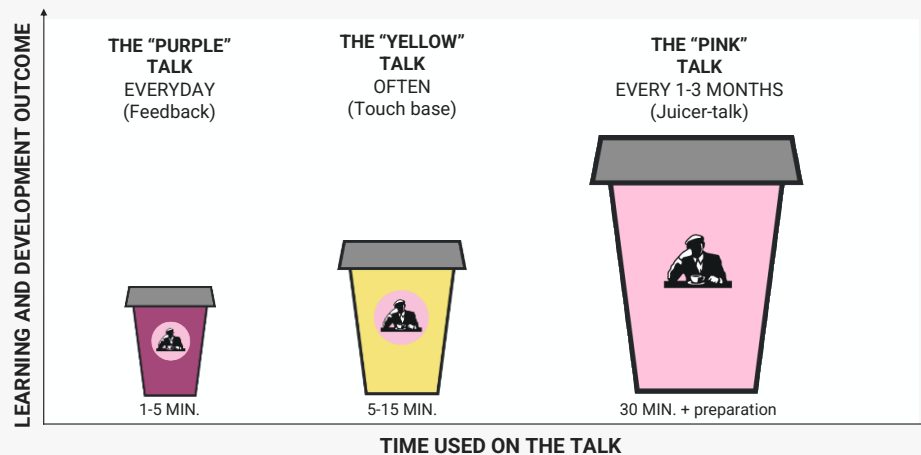 LEARNING AND DEVELOPMENT OUTCOME
THE “PURPLE”
TALK
EVERYDAY
(Feedback)
1-5 MIN.
THE “YELLOW”
TALK
OFTEN
(Touch base)
5-15 MIN.
THE “PINK”
TALK
EVERY 1-3 MONTHS
(Juicer-talk)
30 MIN. + preparation
TIME USED ON THE TALK